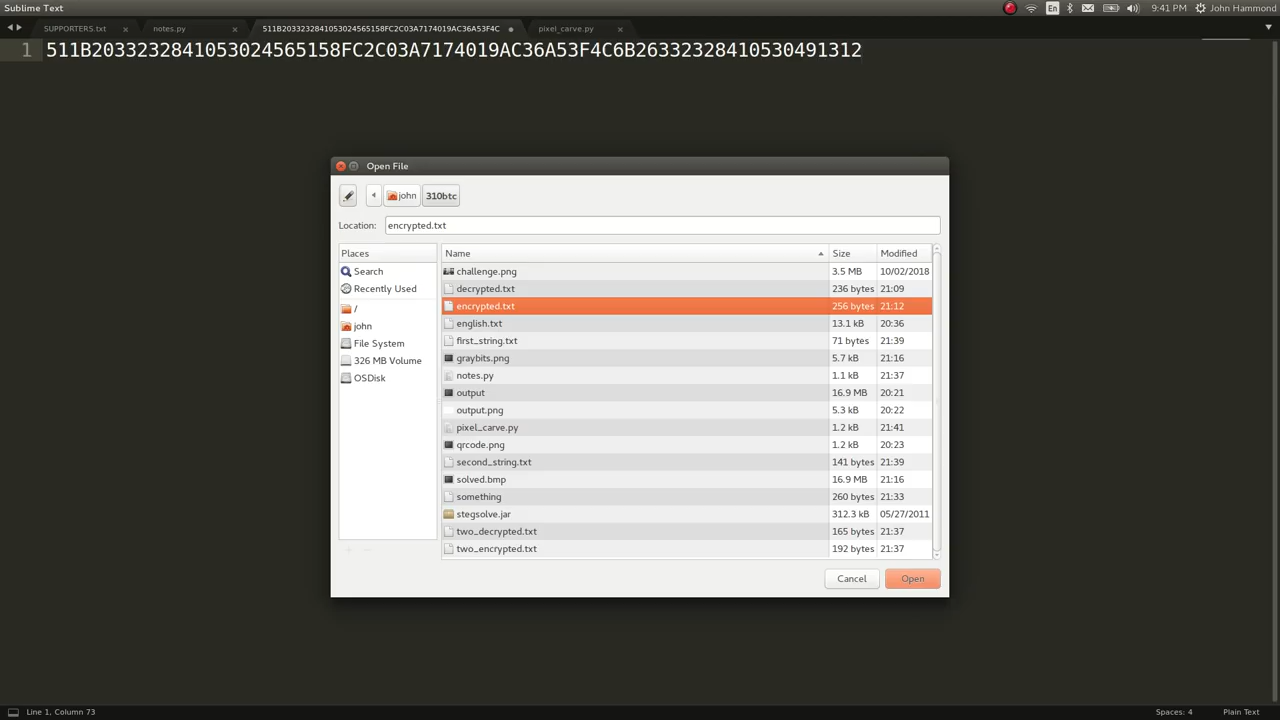 Sublime Text
En
9:41 PM
John Hammond
SUPPORTERS.txt
notes.py
511B2033232841053024565158FC2C03A7174019AC36A53F4C
pixel_carve.py
1 511B2033232841053024565158FC2C03A7174019AC36A53F4C6B26332328410530491312
Open File
john
310btc
Location:
encrypted.txt
Places
Name
Size
Modified
Search
challenge.png 3.5 MB 10/02/2018
Recently Used
decrypted.txt 236 bytes 21:09
/
encrypted.txt 256 bytes 21:12
john
english.txt 13.1 kB 20:36
File System
first_string.txt 71 bytes 21:39
326 MB Volume
graybits.png 5.7 kB 21:16
OSDisk
notes.py 1.1 kB 21:37
output 16.9 MB 20:21
output.png 5.3 kB 20:22
pixel_carve.py 1.2 kB 21:41
qrcode.png 1.2 kB 20:23
second_string.txt 141 bytes 21:39
solved.bmp 16.9 MB 21:16
something 260 bytes 21:33
stegsolve.jar 312.3 kB 05/27/2011
two_decrypted.txt 165 bytes 21:37
two_encrypted.txt 192 bytes 21:37
Cancel
Open
Line 1, Column 73
Spaces: 4
Plain Text